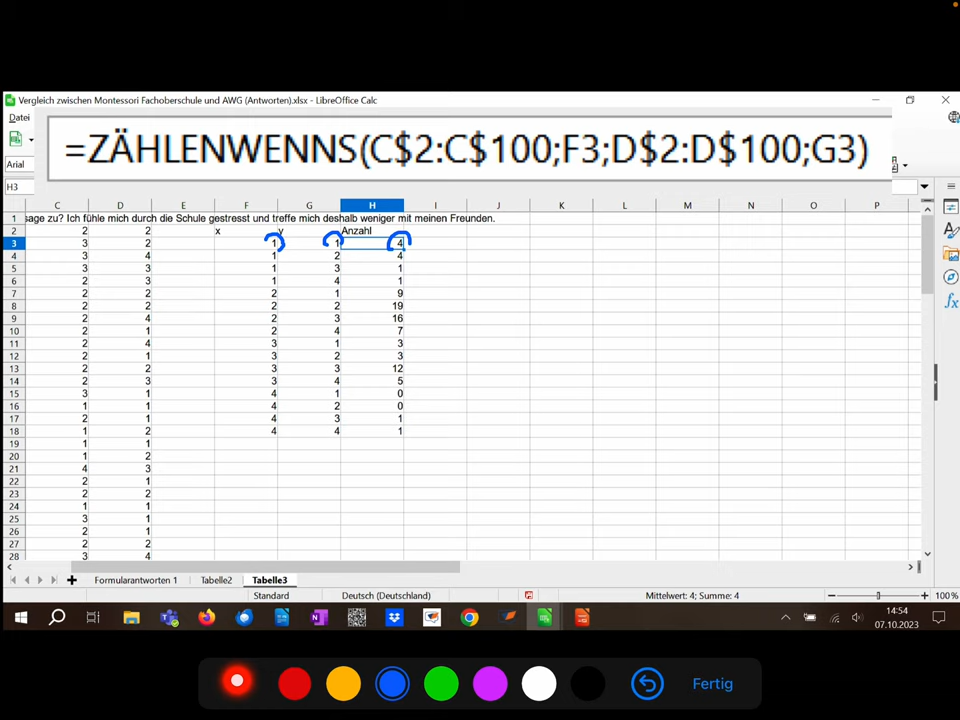 Vergleich zwischen Montessori Fachoberschule und AWG (Antworten).xlsx - LibreOffice Calc
Datei
=ZÄHLENWENNS(C$2:C$100;F3;D$2:D$100;G3)
Arial
H3
C D E F G H I J K L M N O P
1 sage zu? Ich fühle mich durch die Schule gestresst und treffe mich deshalb weniger mit meinen Freunden.
2 2 2 x y Anzahl
3 3 2 1 1 4
4 3 4 1 2 4
5 3 3 1 3 1
6 2 3 1 4 1
7 2 2 2 1 9
8 2 2 2 2 19
9 2 4 2 3 16
10 2 1 2 4 7
11 2 4 3 1 3
12 2 1 3 2 3
13 2 2 3 3 12
14 2 3 3 4 5
15 3 1 4 1 0
16 1 1 4 2 0
17 2 1 4 3 1
18 1 2 4 4 1
19 1 1
20 1 2
21 4 3
22 2 1
23 2 2
24 1 1
25 3 1
26 2 1
27 2 2
28 3 4
Formularantworten 1 Tabelle2 Tabelle3
Standard Deutsch (Deutschland) Mittelwert: 4; Summe: 4 100%
14:54
07.10.2023
Fertig